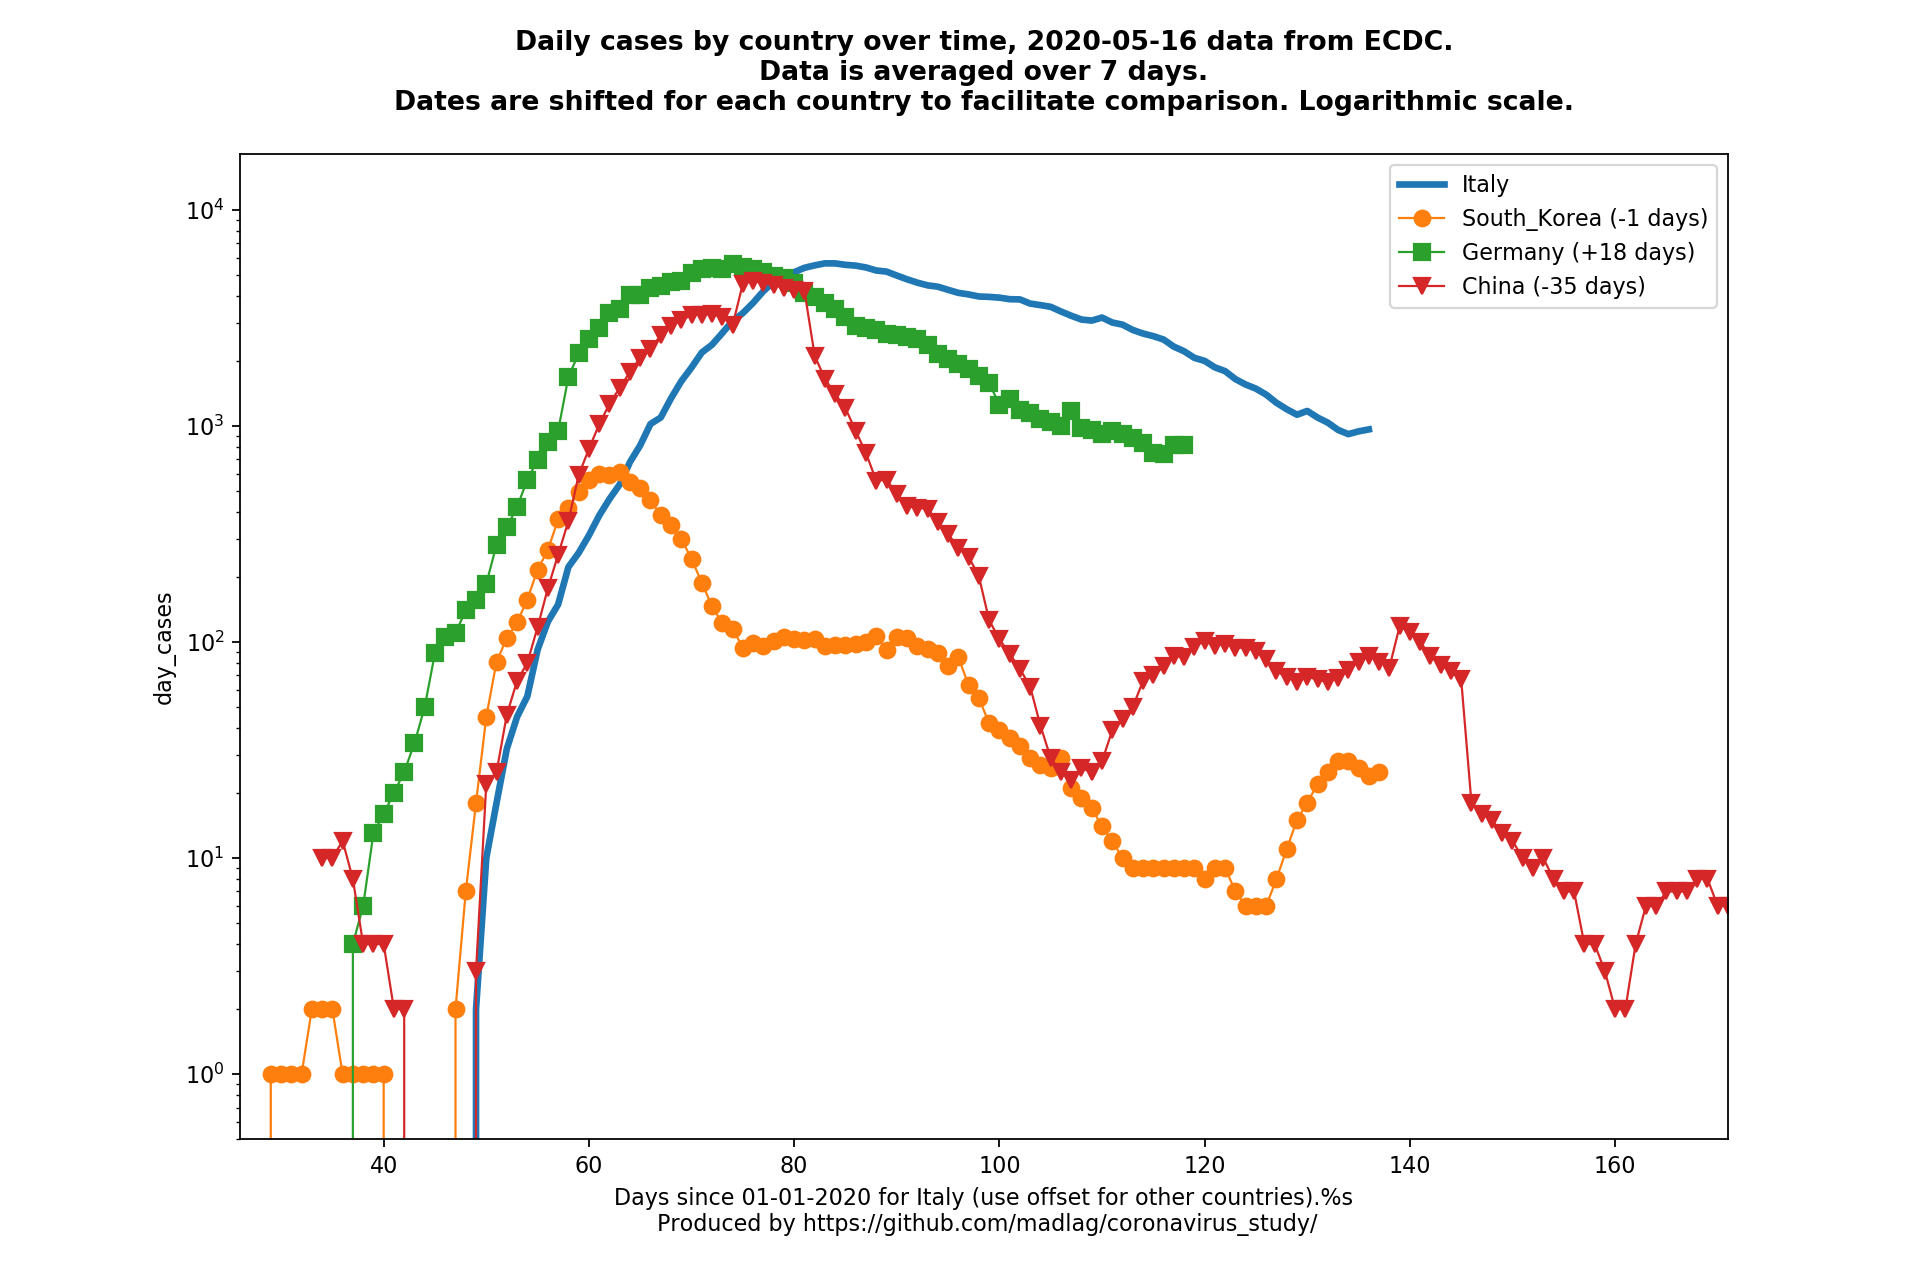 Daily cases by country over time, 2020-05-16 data from ECDC.
Data is averaged over 7 days.
Dates are shifted for each country to facilitate comparison. Logarithmic scale.
Italy
South_Korea (-1 days)
Germany (+18 days)
China (-35 days)
day_cases
10⁴
10³
10²
10¹
10⁰
40 60 80 100 120 140 160
Days since 01-01-2020 for Italy (use offset for other countries).%s
Produced by https://github.com/madlag/coronavirus_study/